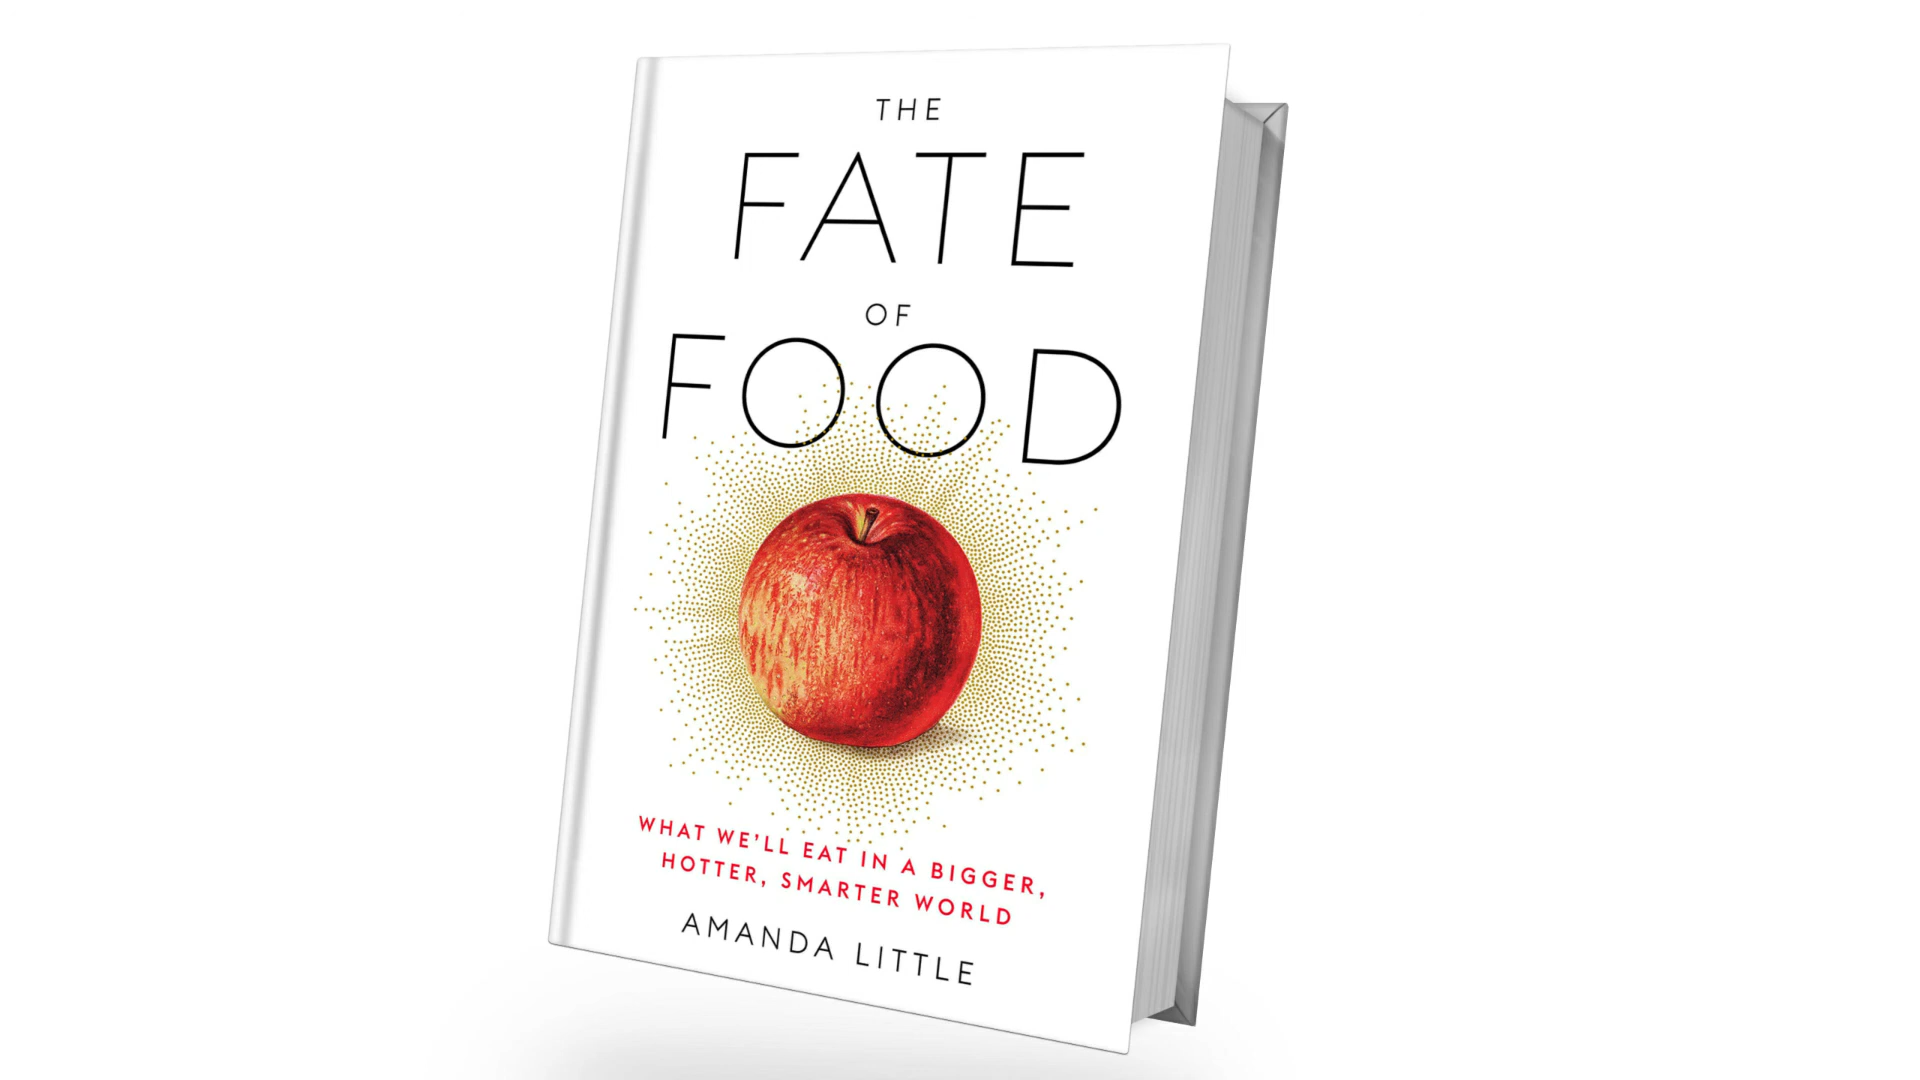 THE
FATE
OF
FOOD
WHAT WE'LL EAT IN A BIGGER,
HOTTER, SMARTER WORLD
AMANDA LITTLE